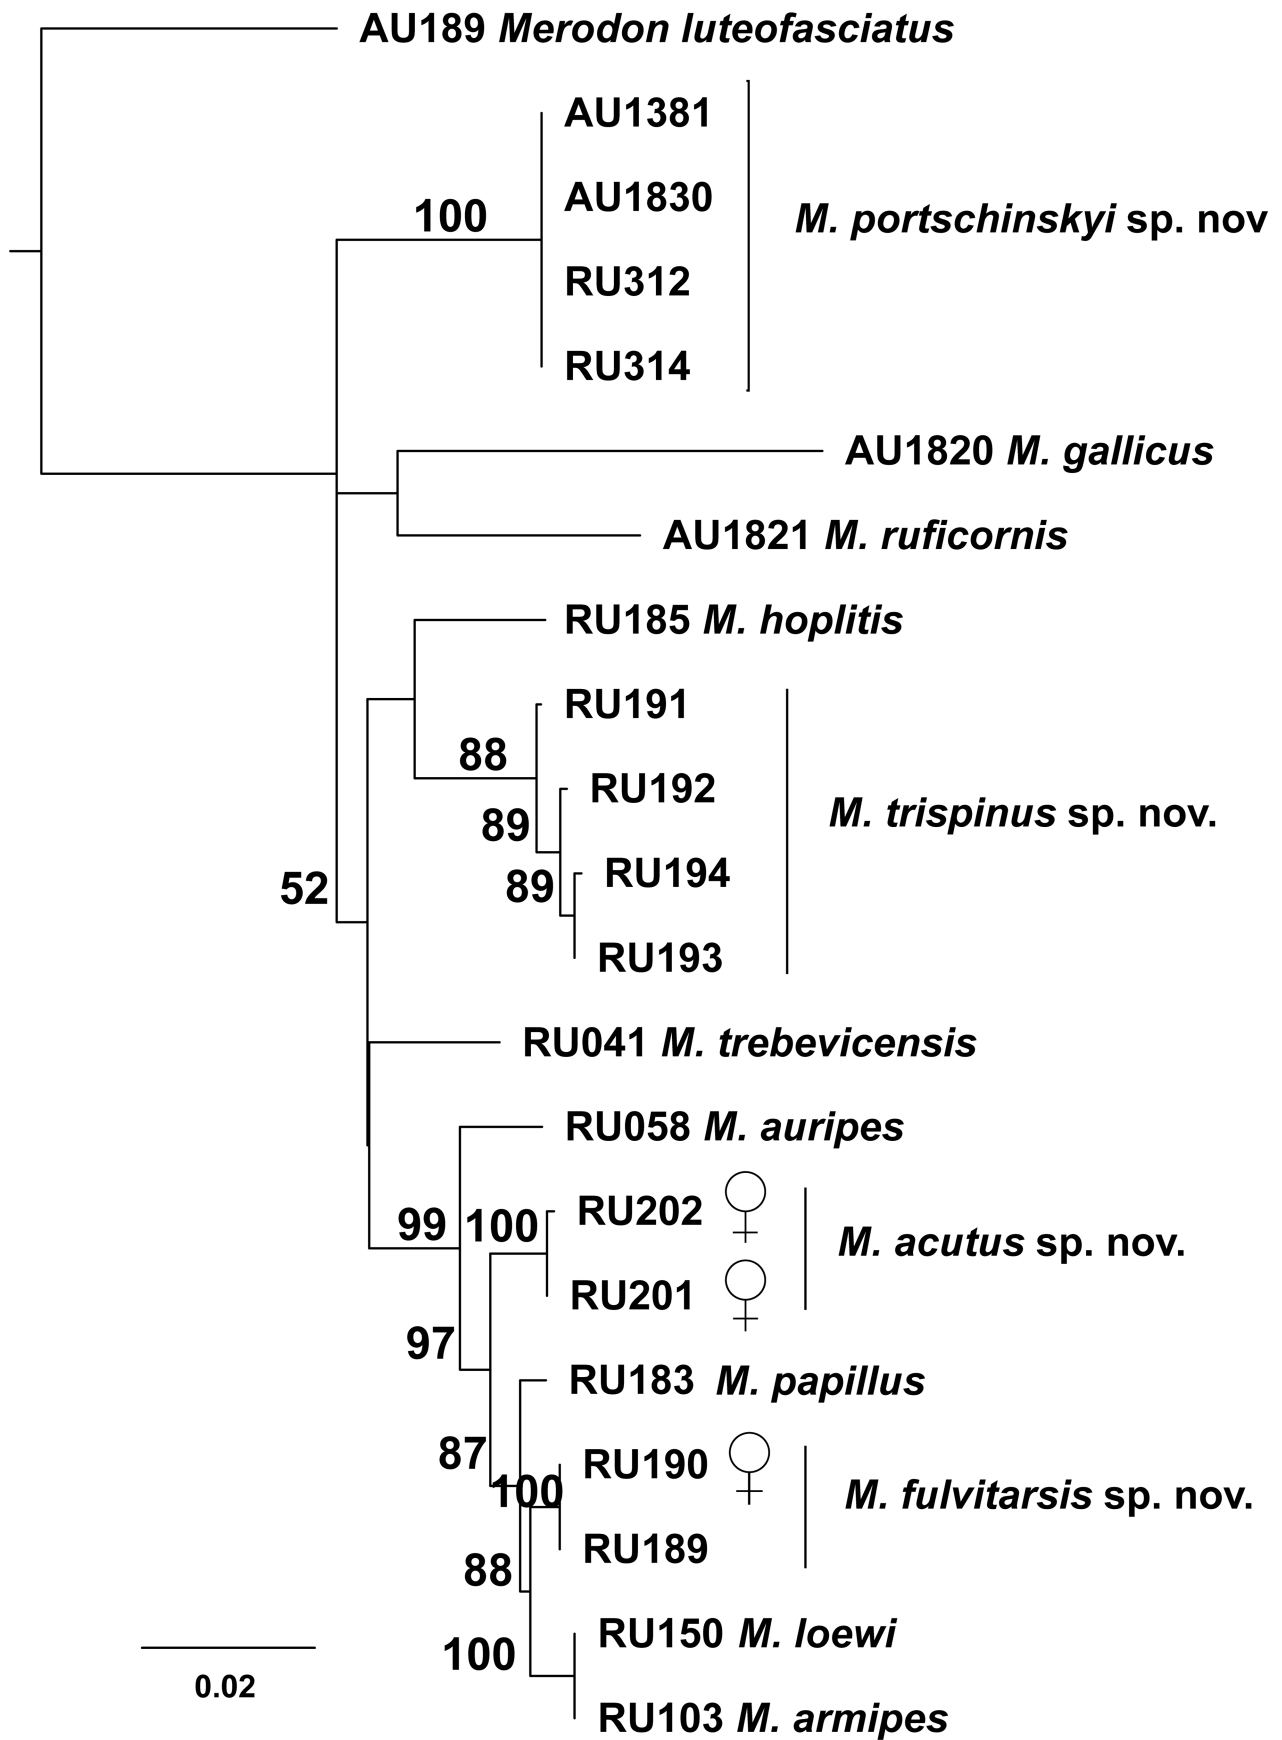 AU189 Merodon luteofasciatus
AU1381
AU1830
100
M. portschinskyi sp. nov
RU312
RU314
AU1820 M. gallicus
AU1821 M. ruficornis
RU185 M. hoplitis
RU191
88
RU192
89
M. trispinus sp. nov.
RU194
89
52
RU193
RU041 M. trebevicensis
RU058 M. auripes
RU202 ♀
99
100
M. acutus sp. nov.
RU201 ♀
97
RU183 M. papillus
87
RU190 ♀
100
M. fulvitarsis sp. nov.
RU189
88
RU150 M. loewi
100
0.02
RU103 M. armipes